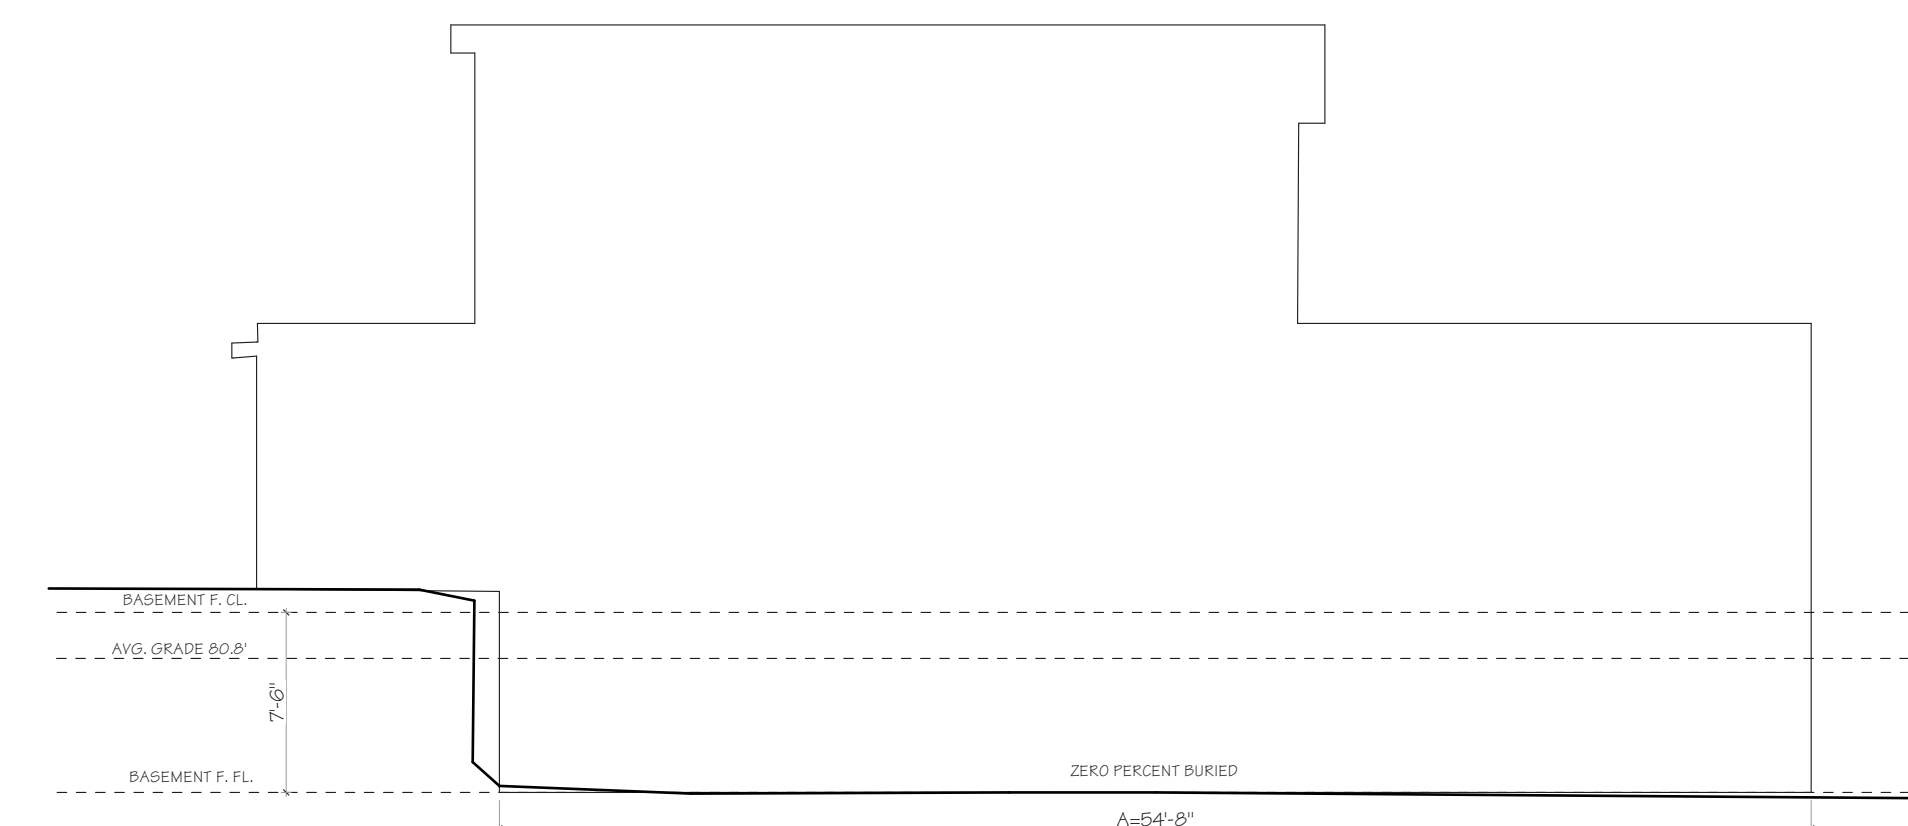 BASEMENT F. CL.
AVG. GRADE 80.8'
7'-6"
BASEMENT F. FL.
ZERO PERCENT BURIED
A=54'-8"